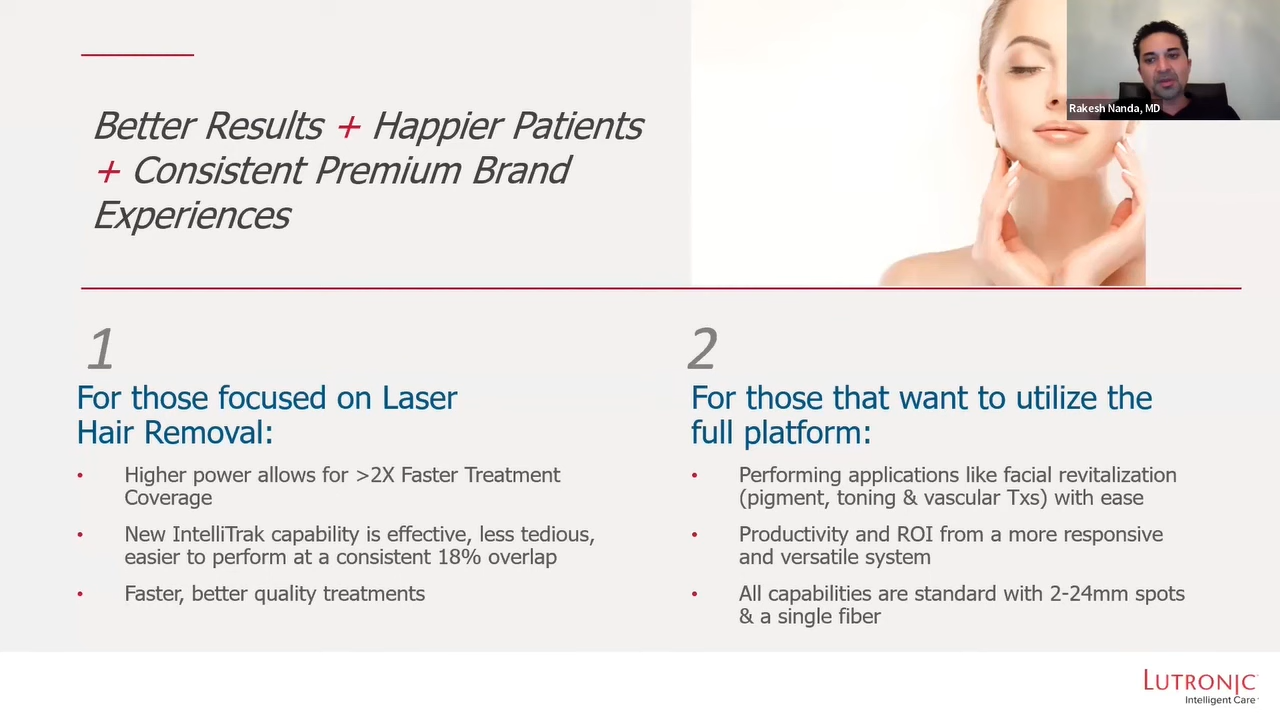 Better Results + Happier Patients
+ Consistent Premium Brand
Experiences
Rakesh Nanda, MD
1
For those focused on Laser
Hair Removal:
• Higher power allows for >2X Faster Treatment
Coverage
• New IntelliTrak capability is effective, less tedious,
easier to perform at a consistent 18% overlap
• Faster, better quality treatments
2
For those that want to utilize the
full platform:
• Performing applications like facial revitalization
(pigment, toning & vascular Txs) with ease
• Productivity and ROI from a more responsive
and versatile system
• All capabilities are standard with 2-24mm spots
& a single fiber
LUTRONIC
Intelligent Care